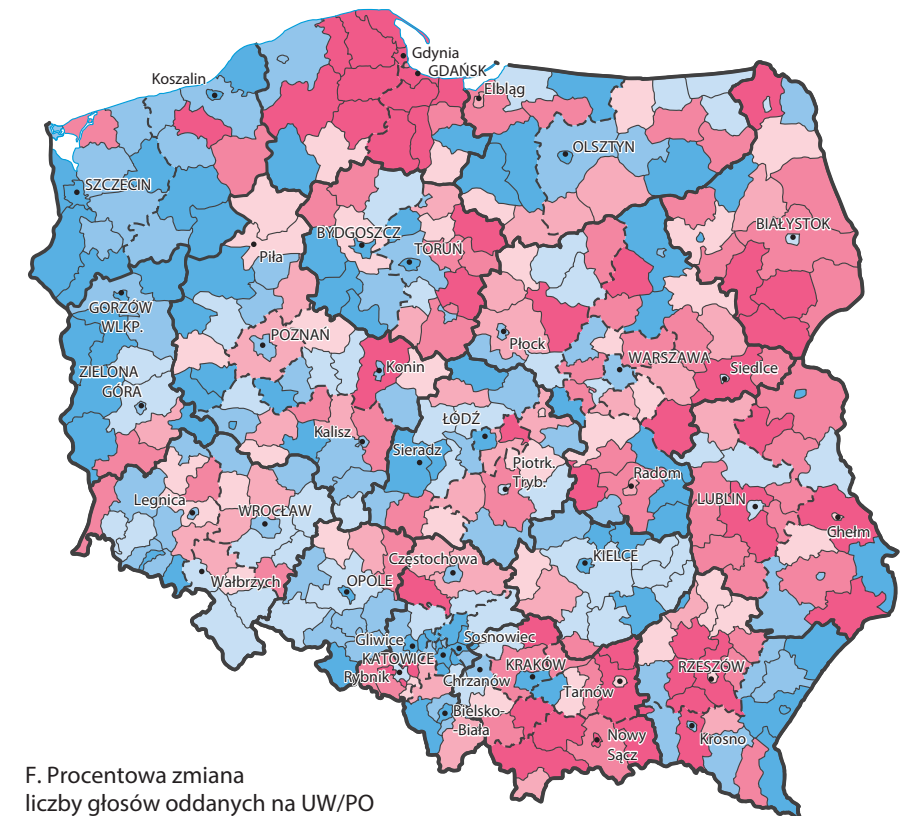 Gdynia
GDAŃSK
Koszalin
Elbląg
OLSZTYN
SZCZECIN
BIAŁYSTOK
BYDGOSZCZ
TORUŃ
Piła
GORZÓW
WLKP.
POZNAŃ
Płock
WARSZAWA
Siedlce
Konin
ZIELONA
GÓRA
ŁÓDŹ
Kalisz
Sieradz
Piotrk.
Tryb.
Radom
LUBLIN
Legnica
WROCŁAW
Chełm
Częstochowa
KIELCE
Wałbrzych
OPOLE
Gliwice
Sosnowiec
KATOWICE
KRAKÓW
RZESZÓW
Rybnik
Chrzanów
Tarnów
Bielsko-
Biała
Nowy
Sącz
Krosno
F. Procentowa zmiana
liczby głosów oddanych na UW/PO